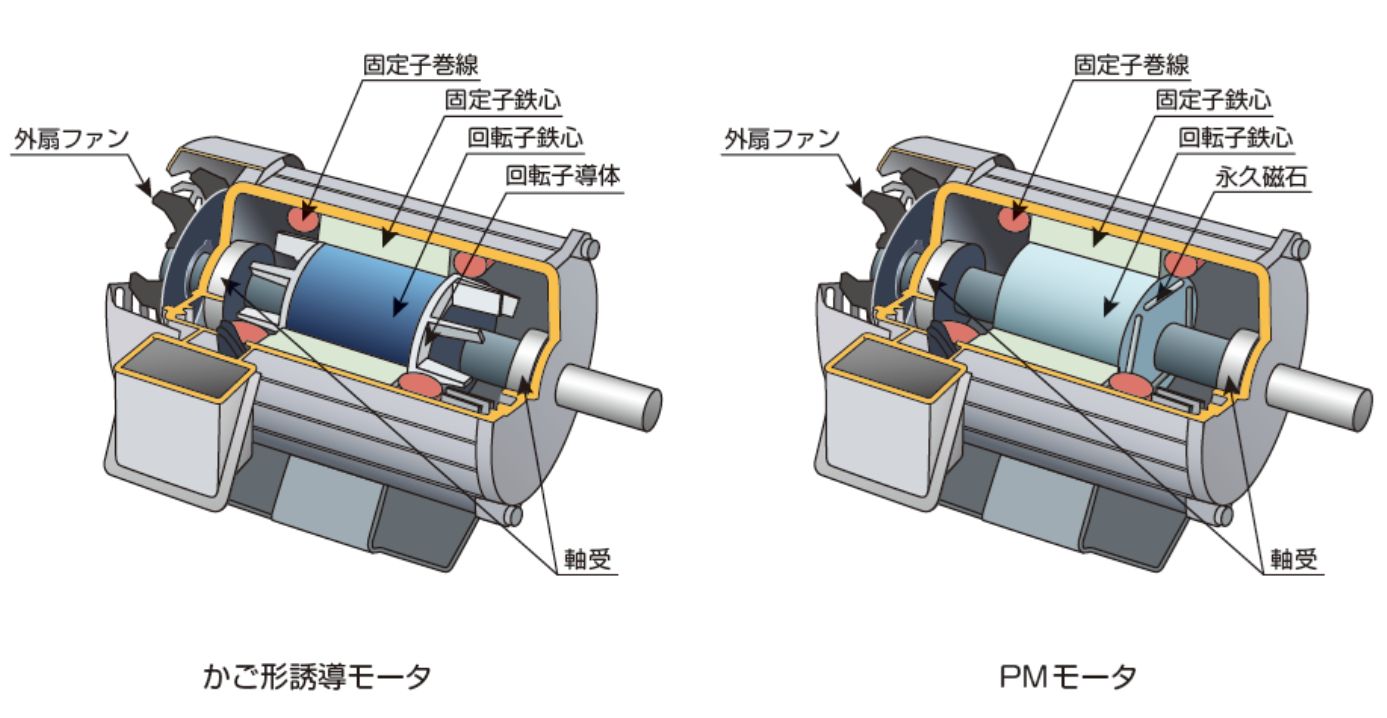 固定子巻線
固定子鉄心
回転子鉄心
回転子導体
外扇ファン
軸受
かご形誘導モータ
固定子巻線
固定子鉄心
回転子鉄心
永久磁石
外扇ファン
軸受
PMモータ